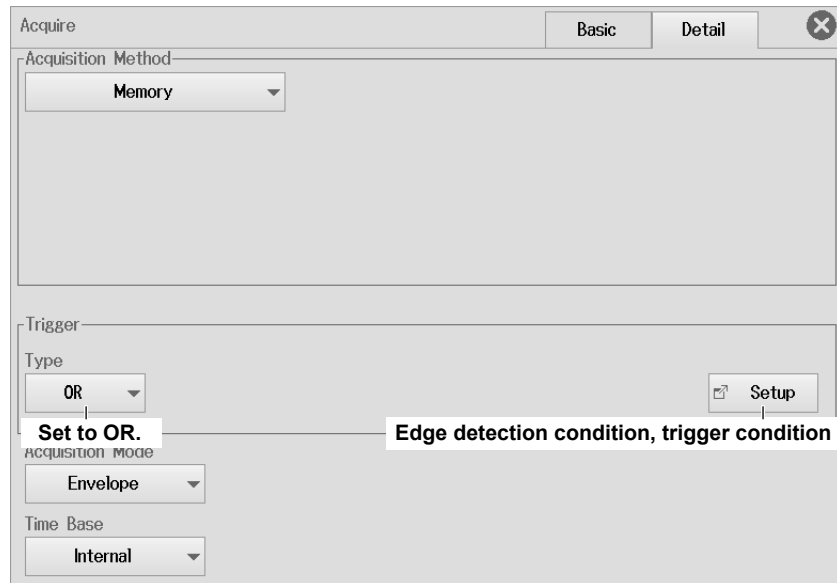 Acquire
Basic
Detail
Acquisition Method
Memory
Trigger
Type
OR
Setup
Set to OR.
Edge detection condition, trigger condition
Acquisition Mode
Envelope
Time Base
Internal